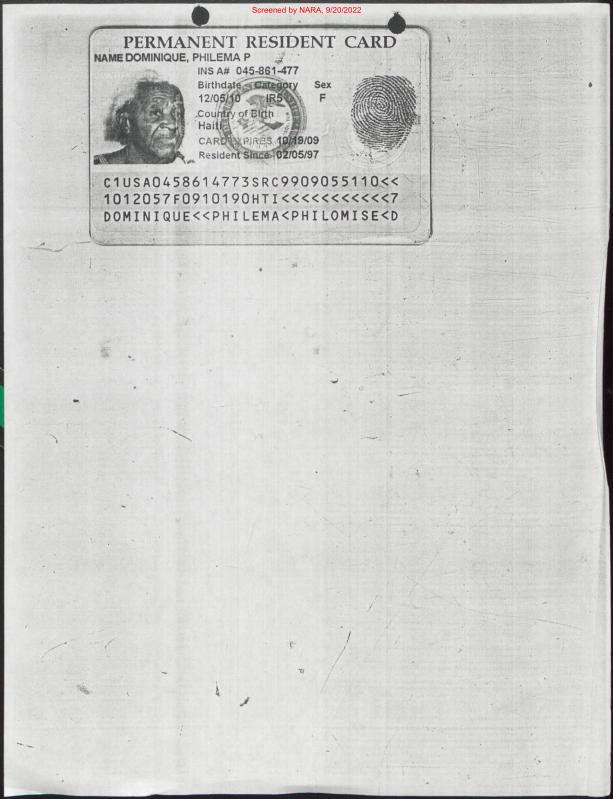 Screened by NARA, 9/20/2022
PERMANENT RESIDENT CARD
NAME DOMINIQUE, PHILEMA P
INS A# 045-861-477
Birthdate Category Sex
12/05/10 IR5 F
Country of Birth
Haiti
CARD EXPIRES 10/19/09
Resident Since 02/05/97
C1USA0458614773SRC9909055110<<
1012057F0910190HTI<<<<<<<<<<<7
DOMINIQUE<<PHILEMA<PHILOMISE<D